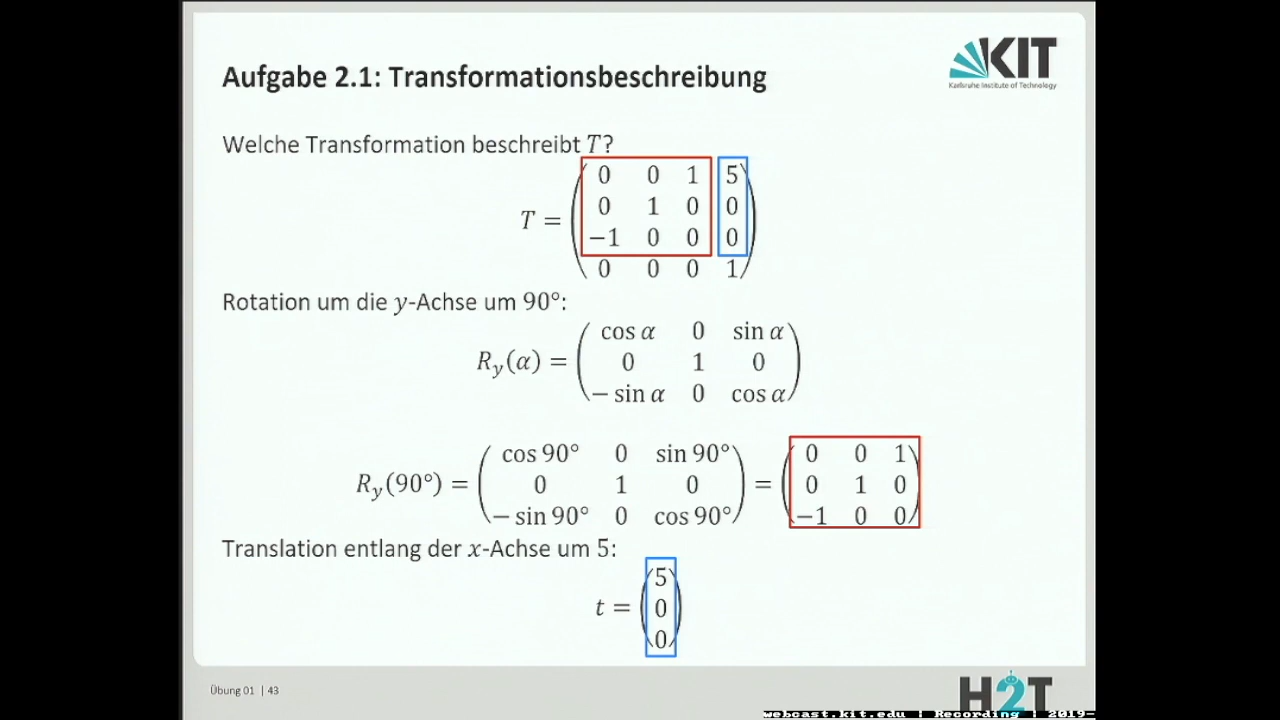 Aufgabe 2.1: Transformationsbeschreibung
KIT
Karlsruhe Institute of Technology
Welche Transformation beschreibt T?
T =
0 0 1 5
0 1 0 0
−1 0 0 0
0 0 0 1
Rotation um die y-Achse um 90°:
R_y(α) =
cos α 0 sin α
0 1 0
− sin α 0 cos α
R_y(90°) =
cos 90° 0 sin 90°
0 1 0
− sin 90° 0 cos 90°
=
0 0 1
0 1 0
−1 0 0
Translation entlang der x-Achse um 5:
t =
5
0
0
Übung 01 | 43
H2T
webcast.kit.edu | Recording | 2019-